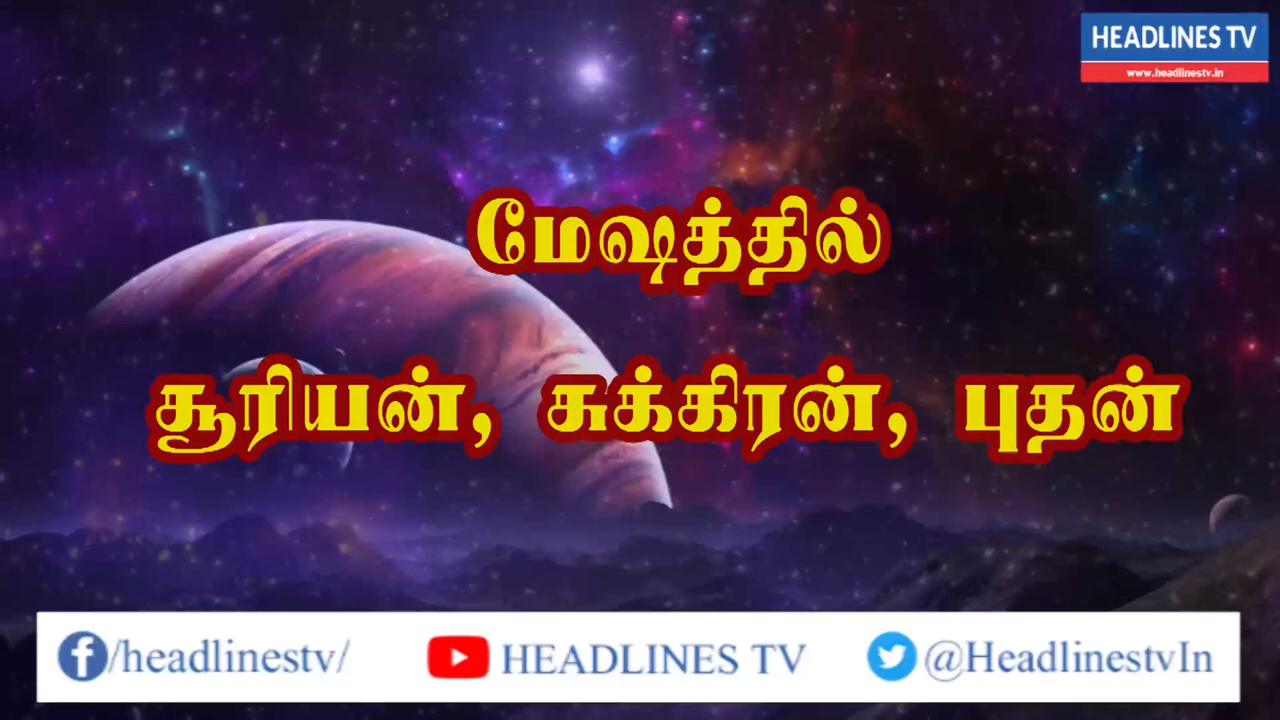 HEADLINES TV
www.headlinestv.in
மேஷத்தில்
சூரியன், சுக்கிரன், புதன்
/headlinestv/ HEADLINES TV @HeadlinestvIn